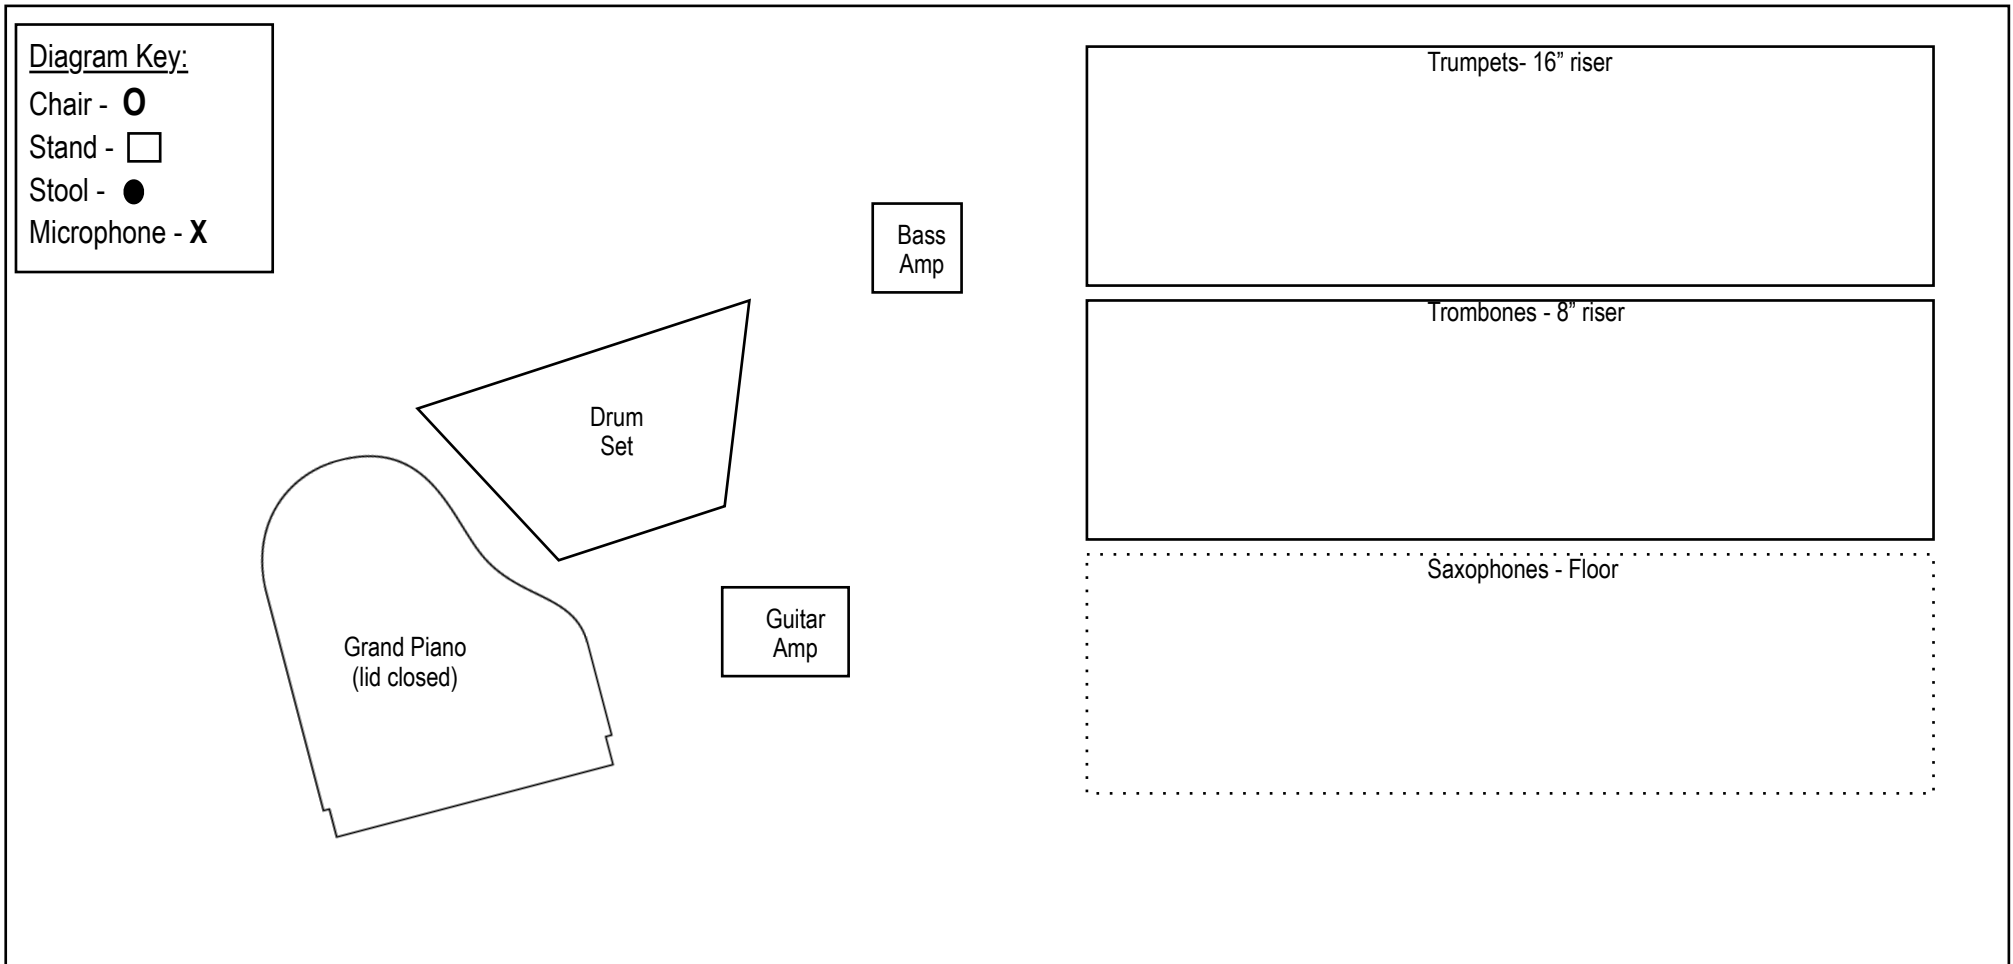 Diagram Key:
Chair - O
Stand -
Stool -
Microphone - X
Trumpets- 16” riser
Bass
Amp
Trombones - 8” riser
Drum
Set
Saxophones - Floor
Guitar
Amp
Grand Piano
(lid closed)